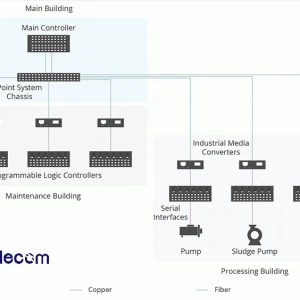 Main Building
Main Controller
Point System
Chassis
Industrial Media
Converters
grammable Logic Controllers
Maintenance Building
Serial
Interfaces
Pump
Sludge Pump
lecom
Processing Building
Copper
Fiber